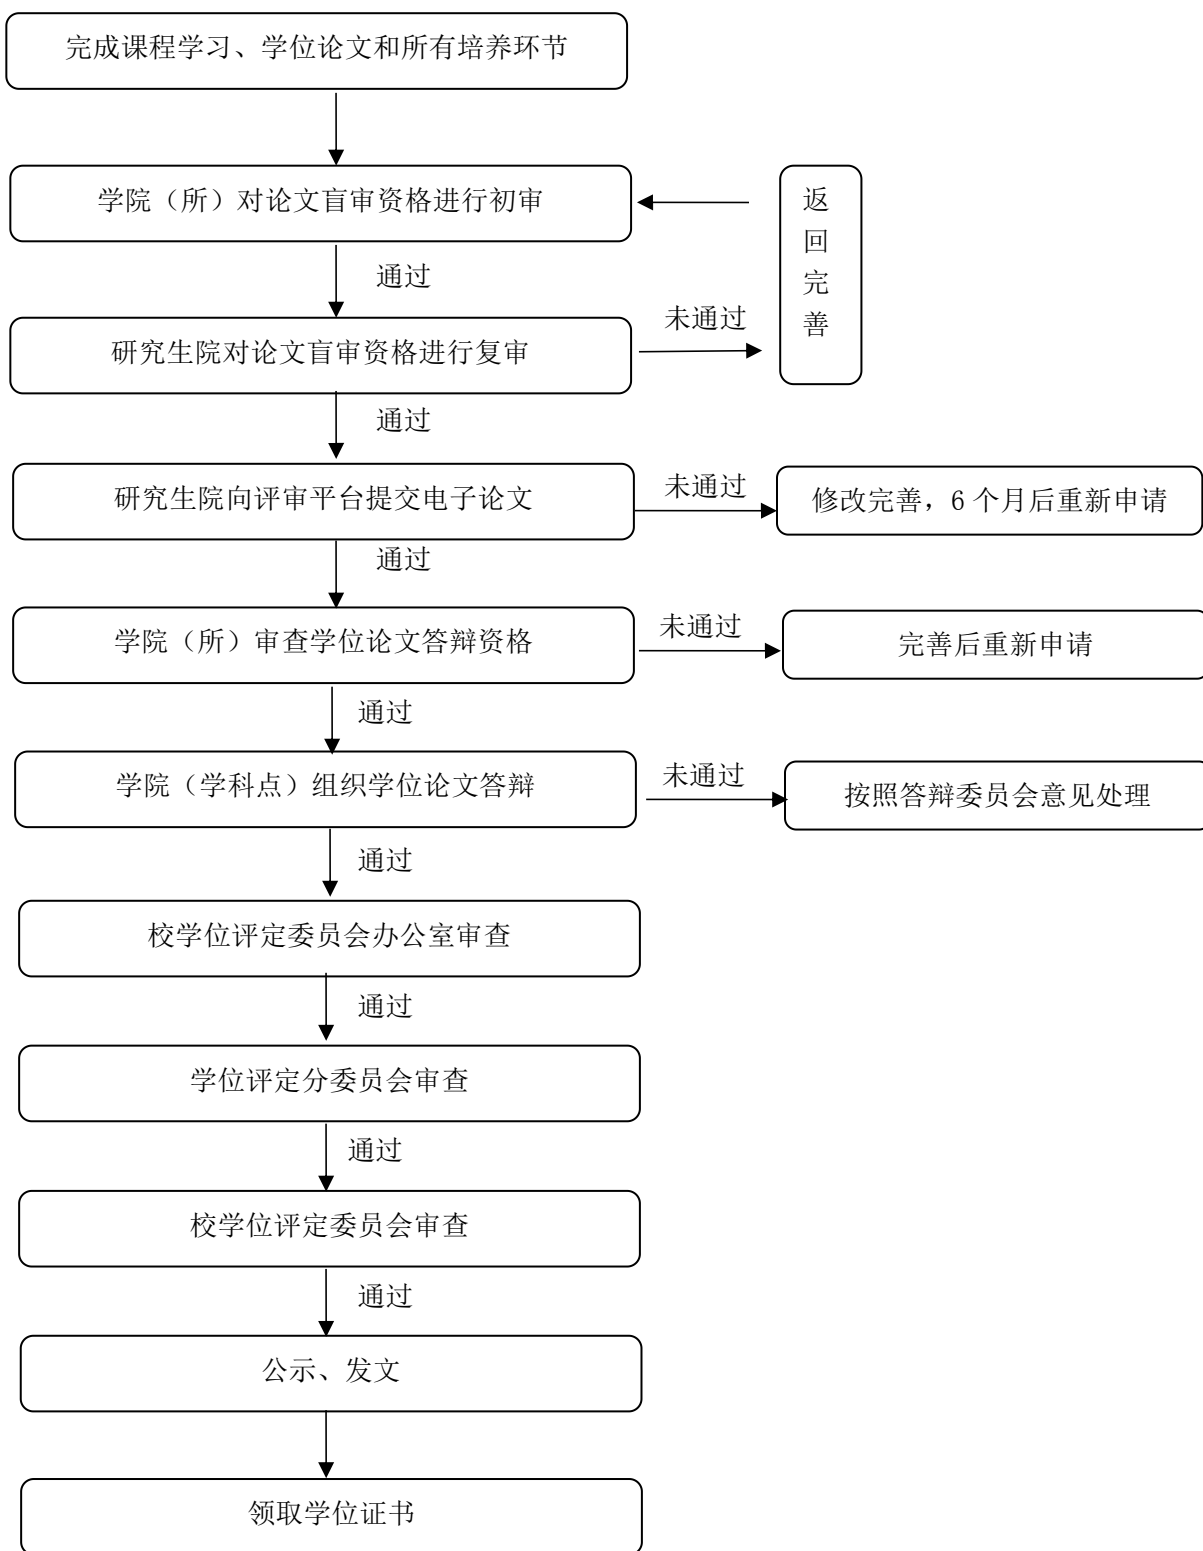 完成课程学习、学位论文和所有培养环节
学院（所）对论文盲审资格进行初审
返
回
完
善
通过
未通过
研究生院对论文盲审资格进行复审
通过
研究生院向评审平台提交电子论文
未通过
修改完善，6 个月后重新申请
通过
学院（所）审查学位论文答辩资格
未通过
完善后重新申请
通过
学院（学科点）组织学位论文答辩
未通过
按照答辩委员会意见处理
通过
校学位评定委员会办公室审查
通过
学位评定分委员会审查
通过
校学位评定委员会审查
通过
公示、发文
领取学位证书